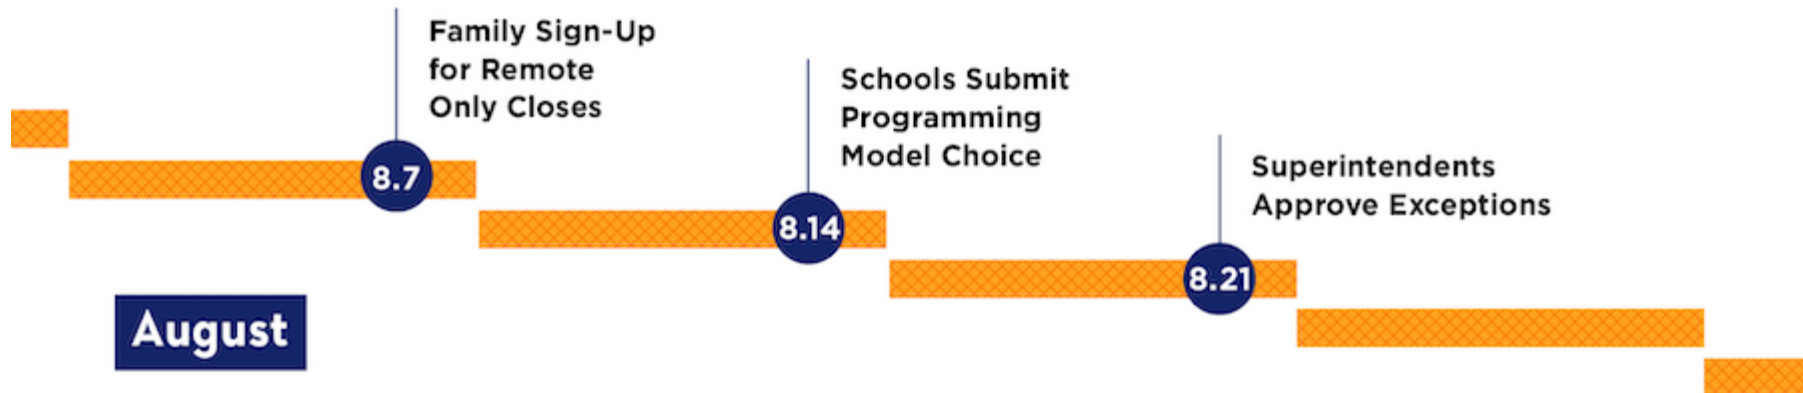 Family Sign-Up
for Remote
Only Closes
8.7
Schools Submit
Programming
Model Choice
8.14
Superintendents
Approve Exceptions
8.21
August